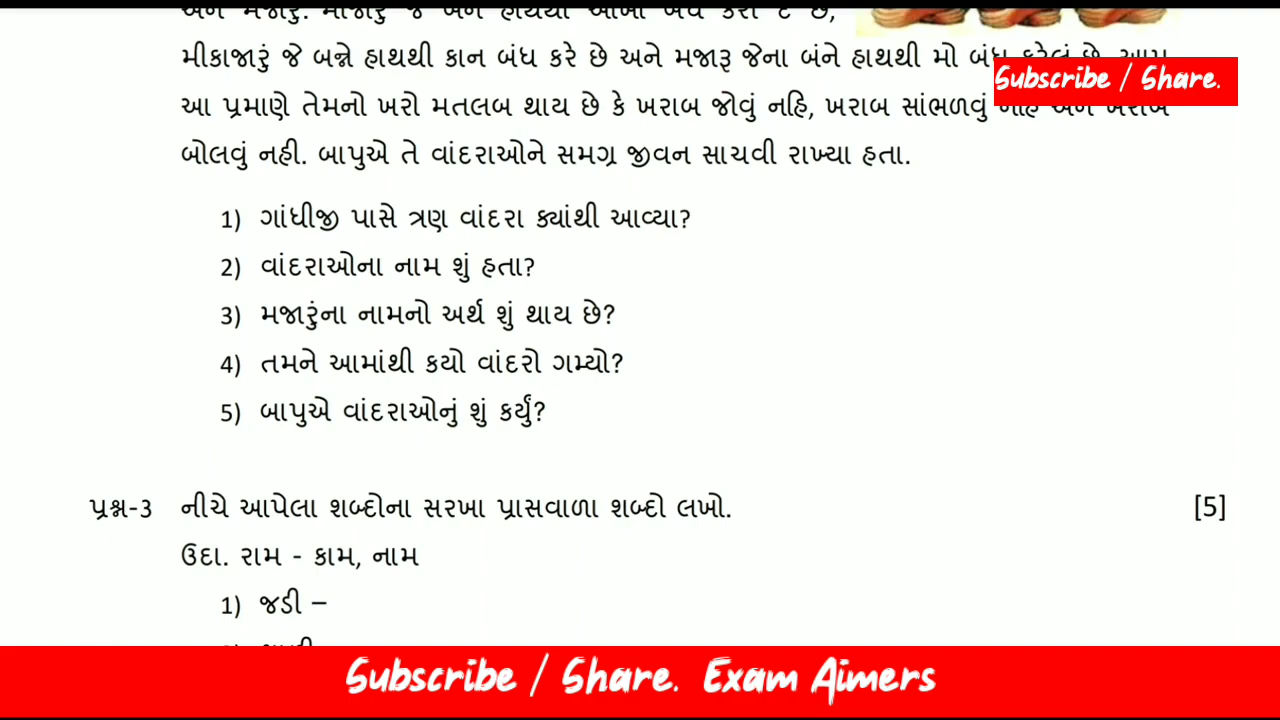 મીકાજારું જે બન્ને હાથથી કાન બંધ કરે છે અને મજારૂ જેના બંને હાથથી મો બંધ
Subscribe / Share.
આ પ્રમાણે તેમનો ખરો મતલબ થાય છે કે ખરાબ જોવું નહિ, ખરાબ સાંભળવું
બોલવું નહી. બાપુએ તે વાંદરાઓને સમગ્ર જીવન સાચવી રાખ્યા હતા.
1) ગાંધીજી પાસે ત્રણ વાંદરા ક્યાંથી આવ્યા?
2) વાંદરાઓના નામ શું હતા?
3) મજારુંના નામનો અર્થ શું થાય છે?
4) તમને આમાંથી કયો વાંદરો ગમ્યો?
5) બાપુએ વાંદરાઓનું શું કર્યું?
પ્રશ્ન-૩ નીચે આપેલા શબ્દોના સરખા પ્રાસવાળા શબ્દો લખો. [5]
ઉદા. રામ - કામ, નામ
1) જડી –
Subscribe / Share. Exam Aimers